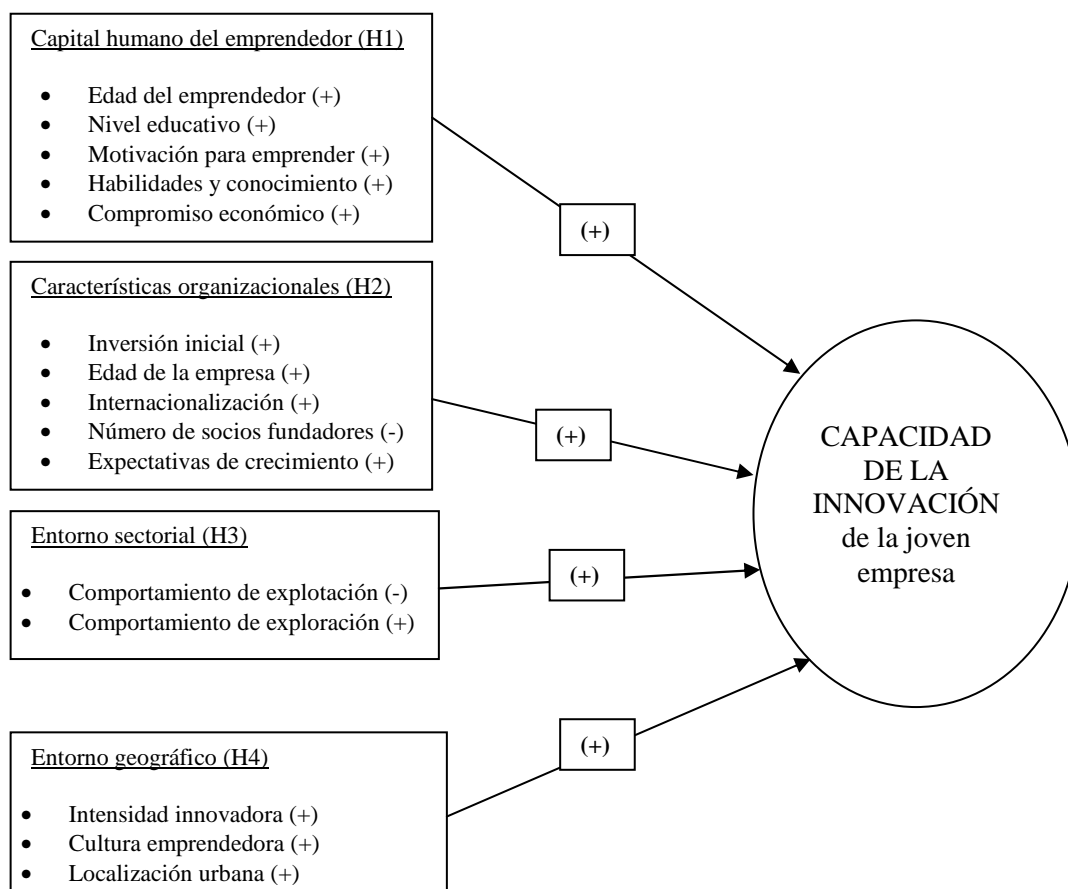 Capital humano del emprendedor (H1)
• Edad del emprendedor (+)
• Nivel educativo (+)
• Motivación para emprender (+)
• Habilidades y conocimiento (+)
• Compromiso económico (+)
(+)
Características organizacionales (H2)
• Inversión inicial (+)
• Edad de la empresa (+)
• Internacionalización (+)
• Número de socios fundadores (-)
• Expectativas de crecimiento (+)
(+)
Entorno sectorial (H3)
• Comportamiento de explotación (-)
• Comportamiento de exploración (+)
(+)
Entorno geográfico (H4)
• Intensidad innovadora (+)
• Cultura emprendedora (+)
• Localización urbana (+)
(+)
CAPACIDAD
DE LA
INNOVACIÓN
de la joven
empresa